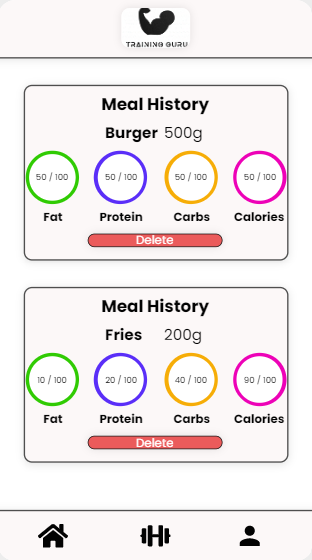 TRAINING GURU
Meal History
Burger 500g
50 / 100 50 / 100 50 / 100 50 / 100
Fat Protein Carbs Calories
Delete
Meal History
Fries 200g
10 / 100 20 / 100 40 / 100 90 / 100
Fat Protein Carbs Calories
Delete